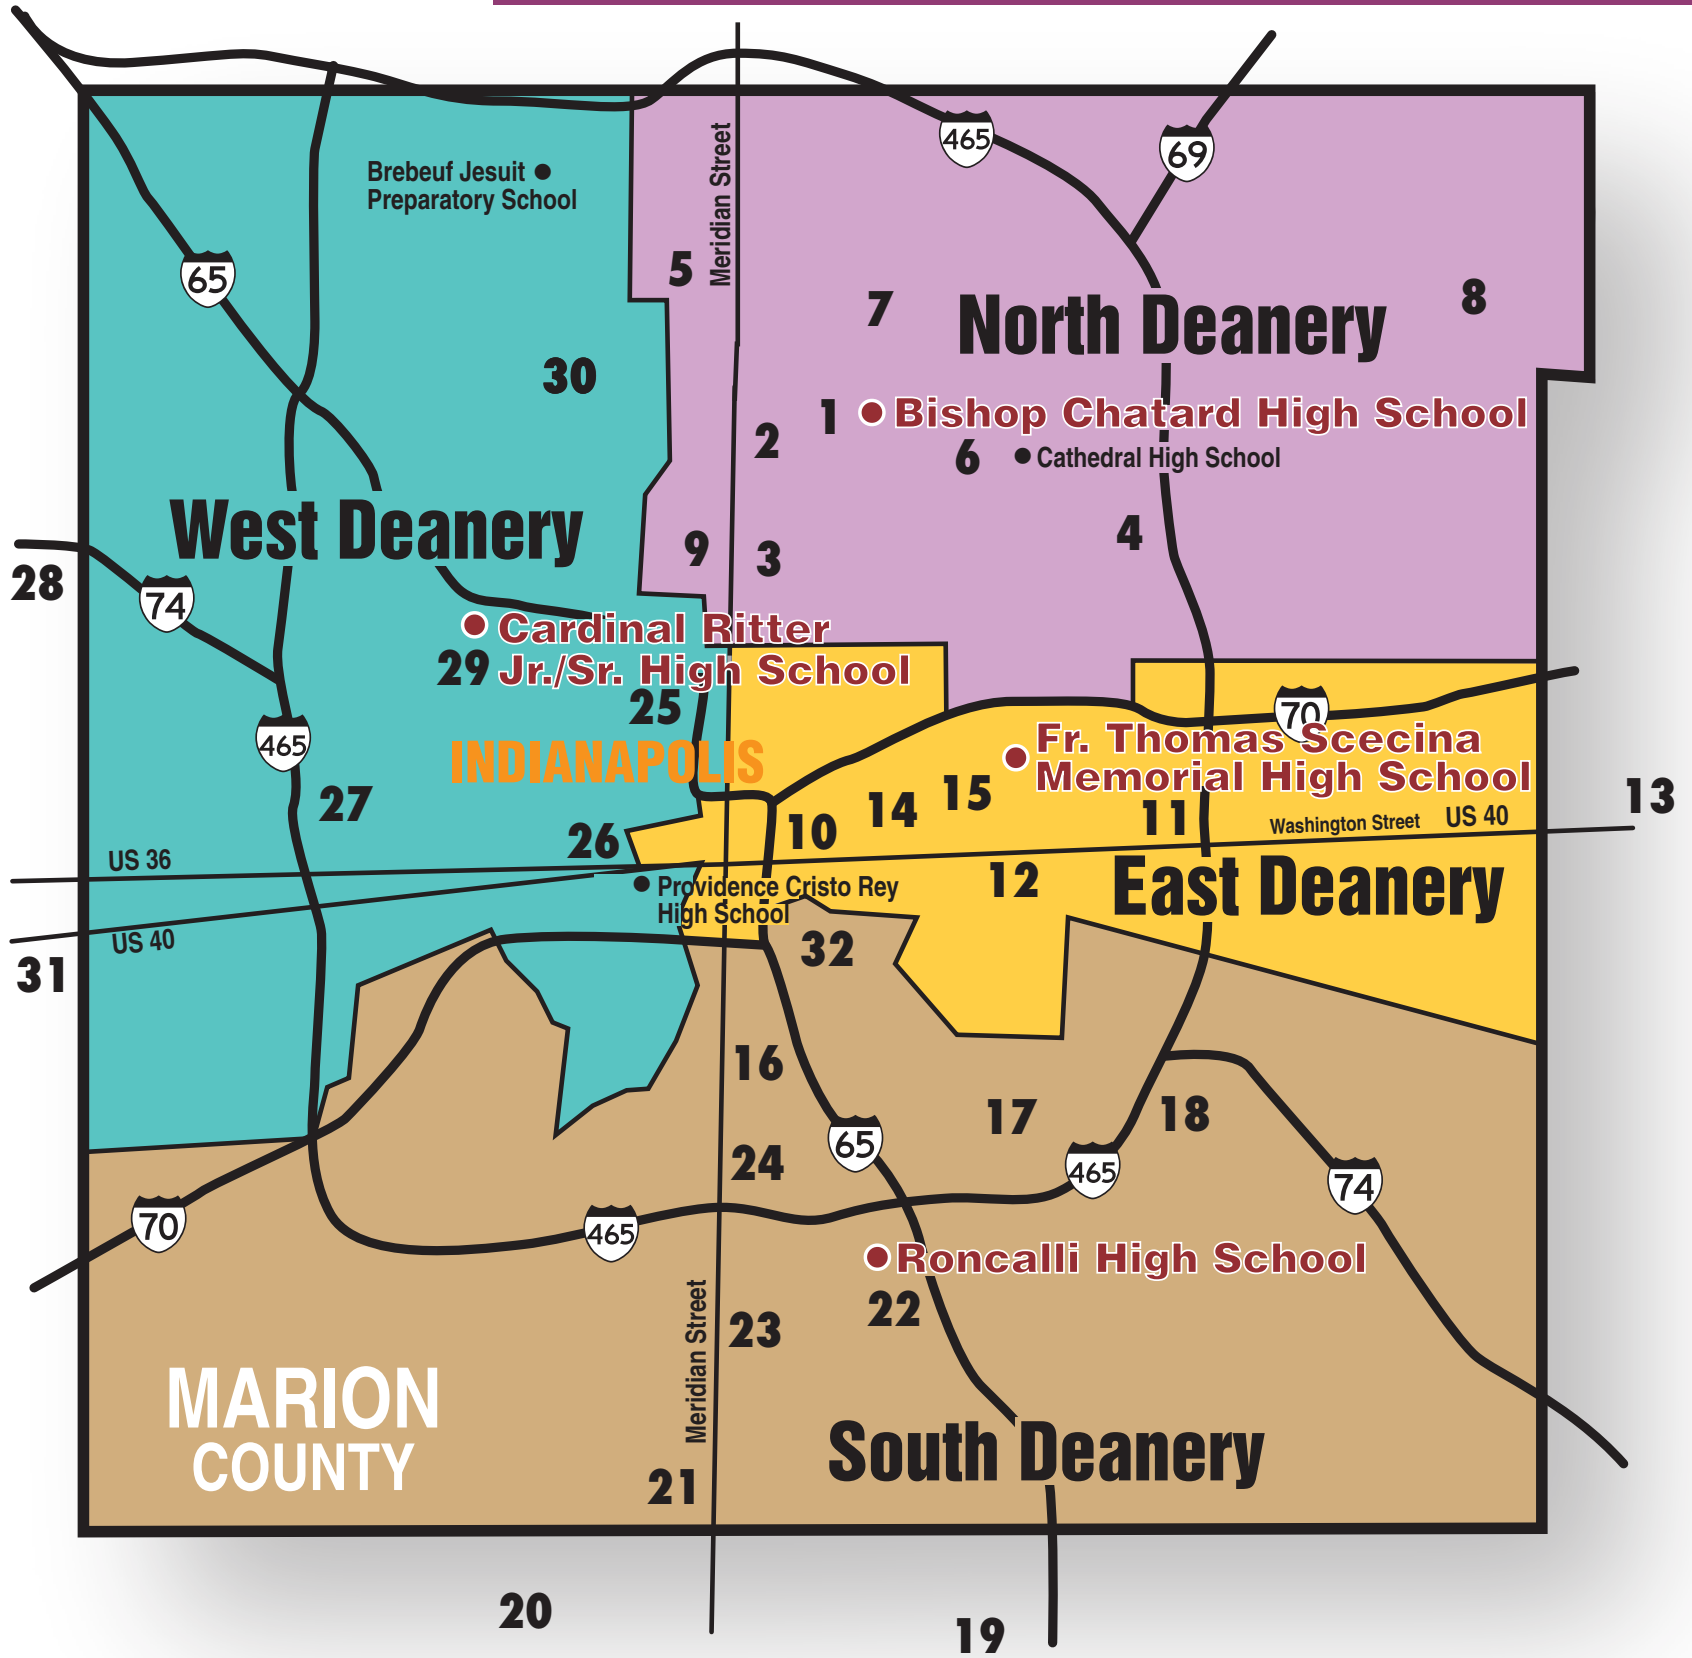 465
69
Meridian Street
Brebeuf Jesuit
Preparatory School
65
5
7
North Deanery
8
30
1
Bishop Chatard High School
2
6
Cathedral High School
West Deanery
4
9
3
28
74
Cardinal Ritter
Jr./Sr. High School
29
25
70
465
INDIANAPOLIS
Fr. Thomas Scecina
Memorial High School
15
14
13
27
10
11
Washington Street
US 40
26
US 36
12
East Deanery
Providence Cristo Rey
High School
US 40
32
31
16
17
18
65
24
465
74
70
465
Roncalli High School
22
23
Meridian Street
MARION
COUNTY
South Deanery
21
20
19